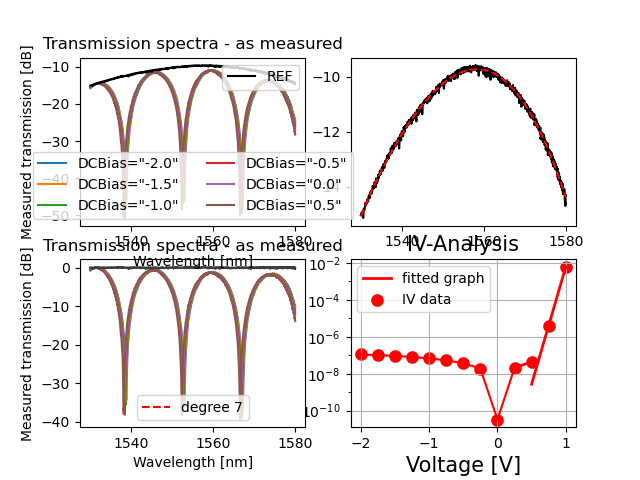 Transmission spectra - as measured
Measured transmission [dB]
−10
−20
−30
−40
−50
REF
DCBias="-2.0"
DCBias="-1.5"
DCBias="-1.0"
DCBias="-0.5"
DCBias="0.0"
DCBias="0.5"
1540
1560
1580
Wavelength [nm]
−10
−12
−14
1540
1560
1580
Transmission spectra - as measured
Measured transmission [dB]
0
−10
−20
−30
−40
degree 7
1540
1560
1580
Wavelength [nm]
IV-Analysis
10⁻²
10⁻⁴
10⁻⁶
10⁻⁸
10⁻¹⁰
fitted graph
IV data
−2
−1
0
1
Voltage [V]